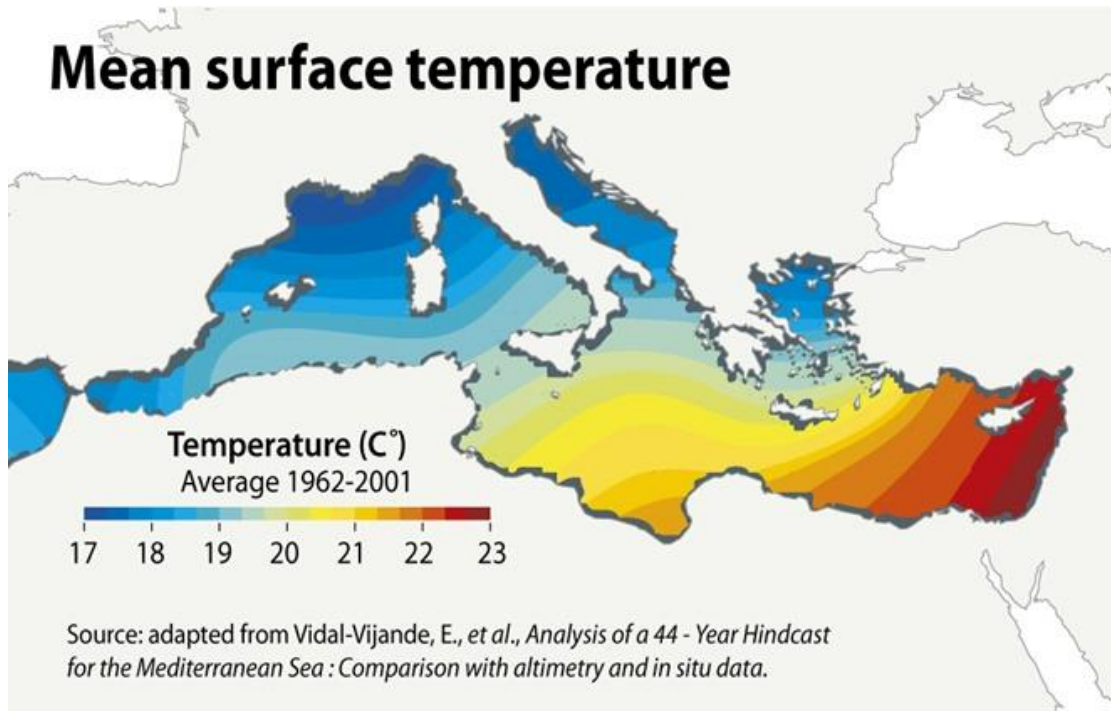 Mean surface temperature
Temperature (C°)
Average 1962-2001
17 18 19 20 21 22 23
Source: adapted from Vidal-Vijande, E., et al., Analysis of a 44 - Year Hindcast
for the Mediterranean Sea : Comparison with altimetry and in situ data.